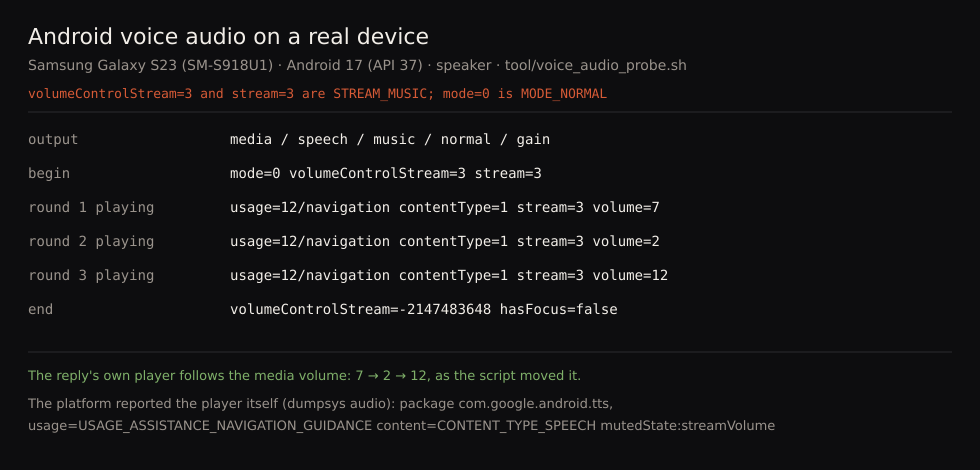 Android voice audio on a real device
Samsung Galaxy S23 (SM-S918U1) · Android 17 (API 37) · speaker · tool/voice_audio_probe.sh
volumeControlStream=3 and stream=3 are STREAM_MUSIC; mode=0 is MODE_NORMAL
output media / speech / music / normal / gain
begin mode=0 volumeControlStream=3 stream=3
round 1 playing usage=12/navigation contentType=1 stream=3 volume=7
round 2 playing usage=12/navigation contentType=1 stream=3 volume=2
round 3 playing usage=12/navigation contentType=1 stream=3 volume=12
end volumeControlStream=-2147483648 hasFocus=false
The reply's own player follows the media volume: 7 → 2 → 12, as the script moved it.
The platform reported the player itself (dumpsys audio): package com.google.android.tts,
usage=USAGE_ASSISTANCE_NAVIGATION_GUIDANCE content=CONTENT_TYPE_SPEECH mutedState:streamVolume